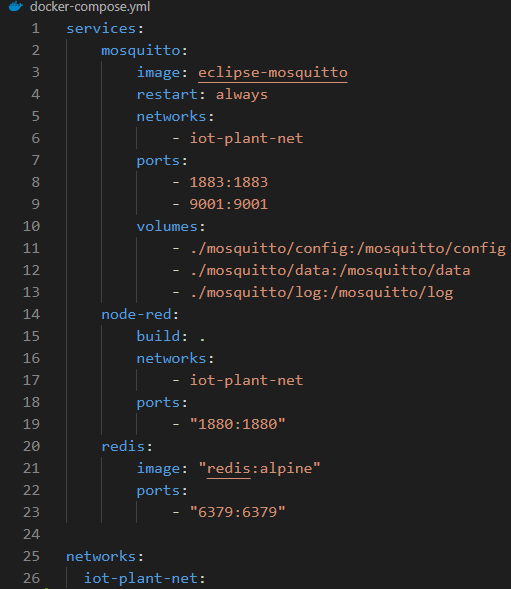 docker-compose.yml
1 services:
2     mosquitto:
3         image: eclipse-mosquitto
4         restart: always
5         networks:
6             - iot-plant-net
7         ports:
8             - 1883:1883
9             - 9001:9001
10         volumes:
11             - ./mosquitto/config:/mosquitto/config
12             - ./mosquitto/data:/mosquitto/data
13             - ./mosquitto/log:/mosquitto/log
14     node-red:
15         build: .
16         networks:
17             - iot-plant-net
18         ports:
19             - "1880:1880"
20     redis:
21         image: "redis:alpine"
22         ports:
23             - "6379:6379"
24
25 networks:
26   iot-plant-net: